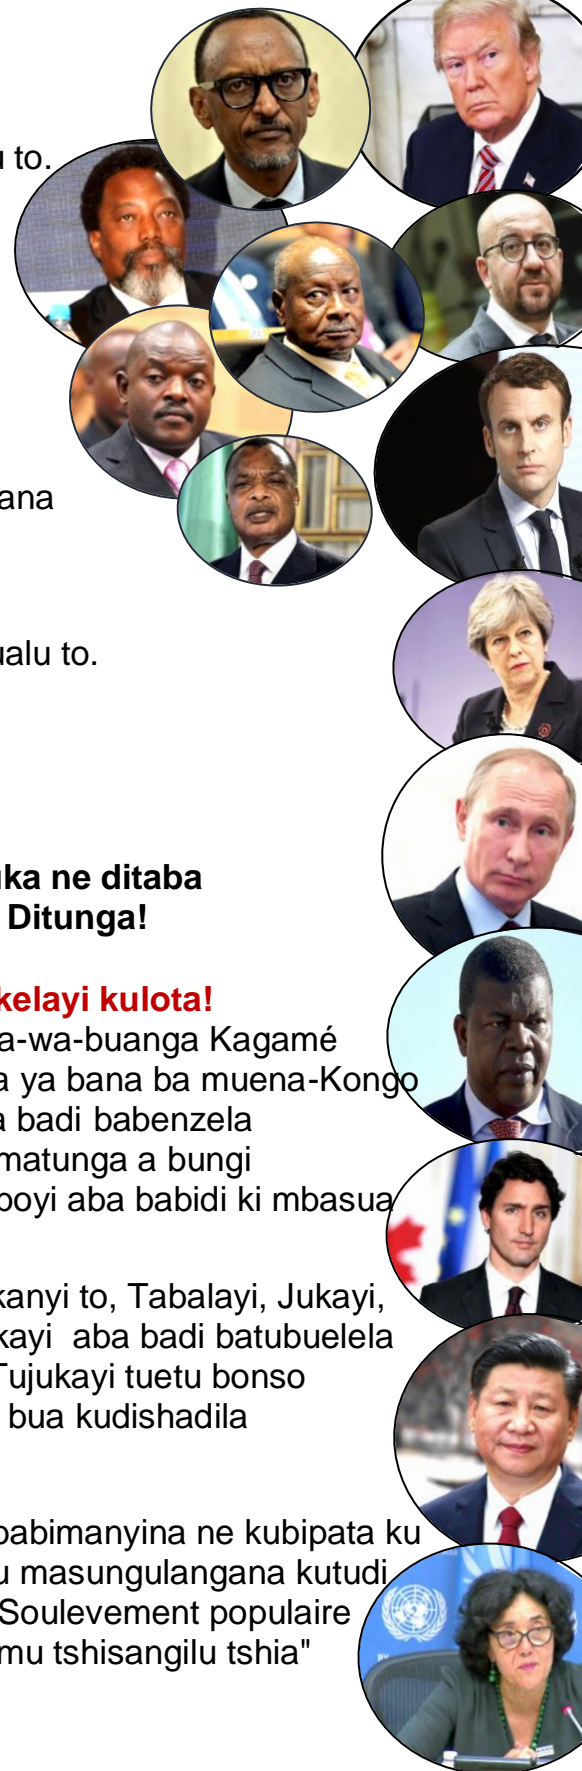 u to.
ana
ualu to.
ıka ne ditaba
Ditunga!
kelayi kulota!
a-wa-buanga Kagamé
a ya bana ba muena-Kongo
a badi babenzela
matunga a bungi
boyi aba babidi ki mbasua
kanyi to, Tabalayi, Jukayi,
kayi aba badi batubuelela
Tujukayi tuetu bonso
bua kudishadila
babimanyina ne kubipata ku
u masungulangana kutudi
Soulevement populaire
mu tshisangilu tshia"